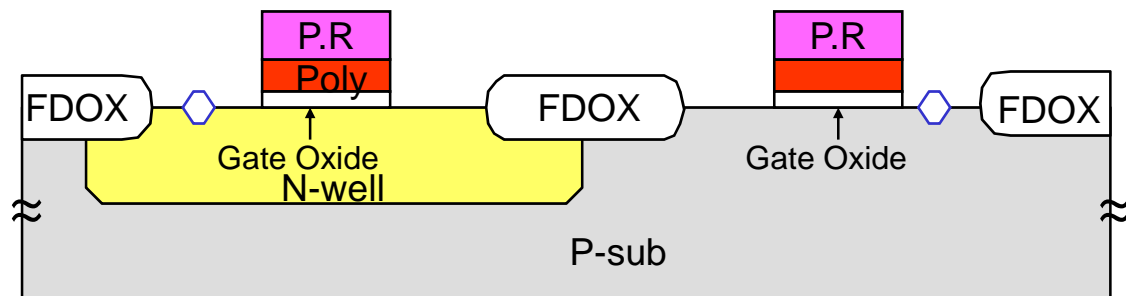 P.R
P.R
Poly
FDOX
FDOX
FDOX
Gate Oxide
Gate Oxide
N-well
P-sub